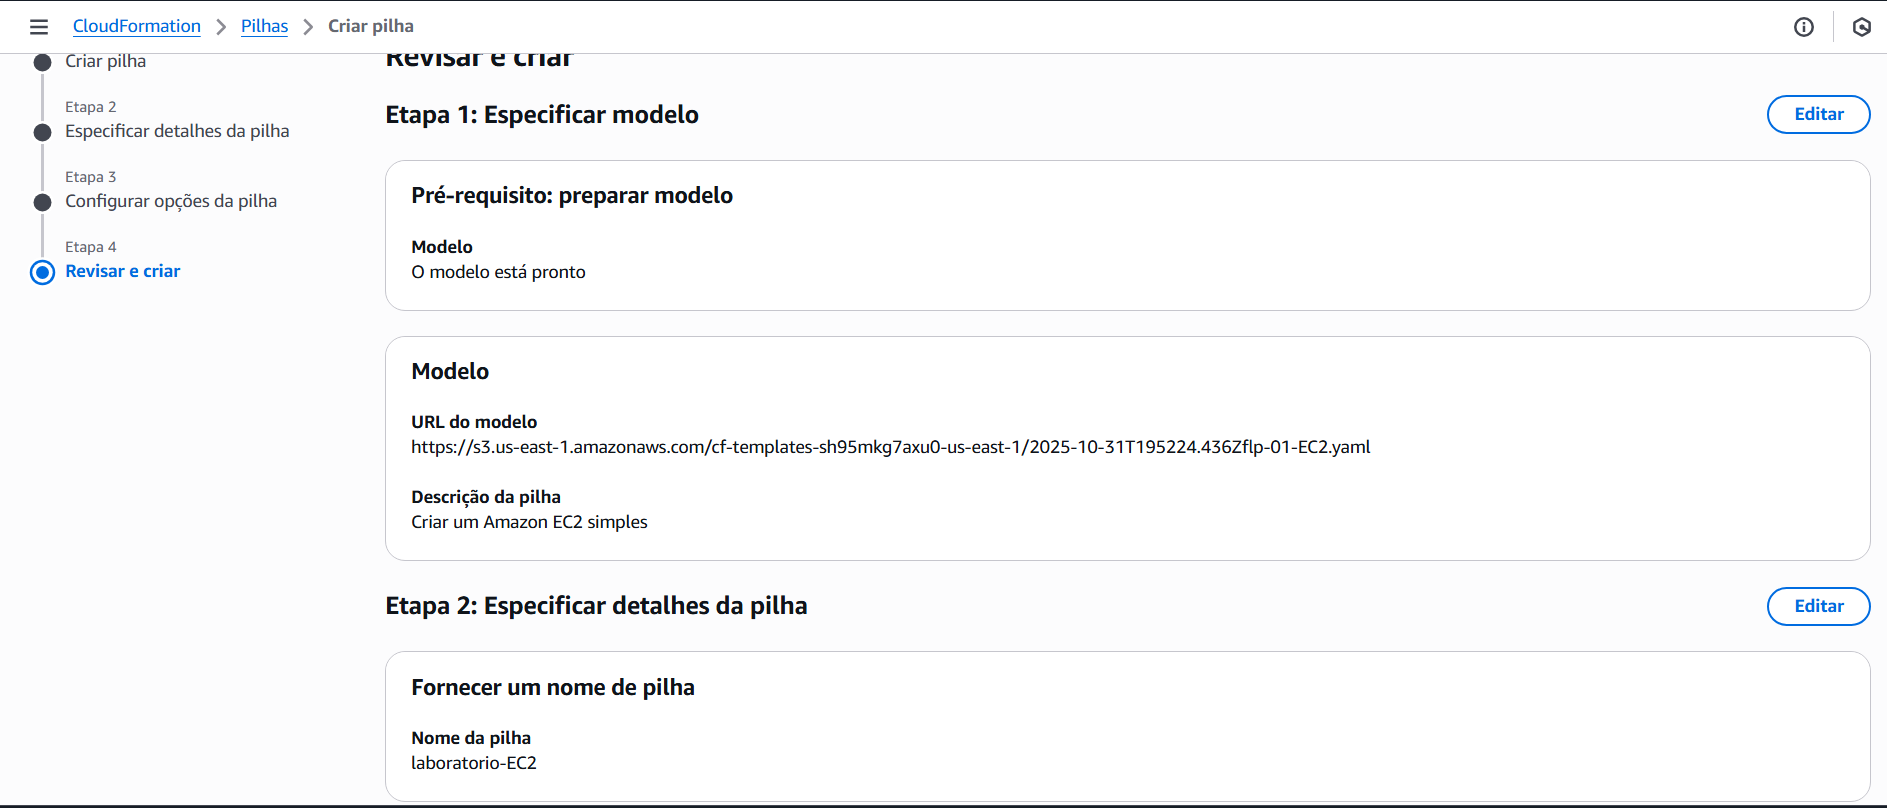 CloudFormation > Pilhas > Criar pilha
Criar pilha
Etapa 2
Especificar detalhes da pilha
Etapa 3
Configurar opções da pilha
Etapa 4
Revisar e criar
Revisar e criar
Etapa 1: Especificar modelo
Editar
Pré-requisito: preparar modelo
Modelo
O modelo está pronto
Modelo
URL do modelo
https://s3.us-east-1.amazonaws.com/cf-templates-sh95mkg7axu0-us-east-1/2025-10-31T195224.436Zflp-01-EC2.yaml
Descrição da pilha
Criar um Amazon EC2 simples
Etapa 2: Especificar detalhes da pilha
Editar
Fornecer um nome de pilha
Nome da pilha
laboratorio-EC2